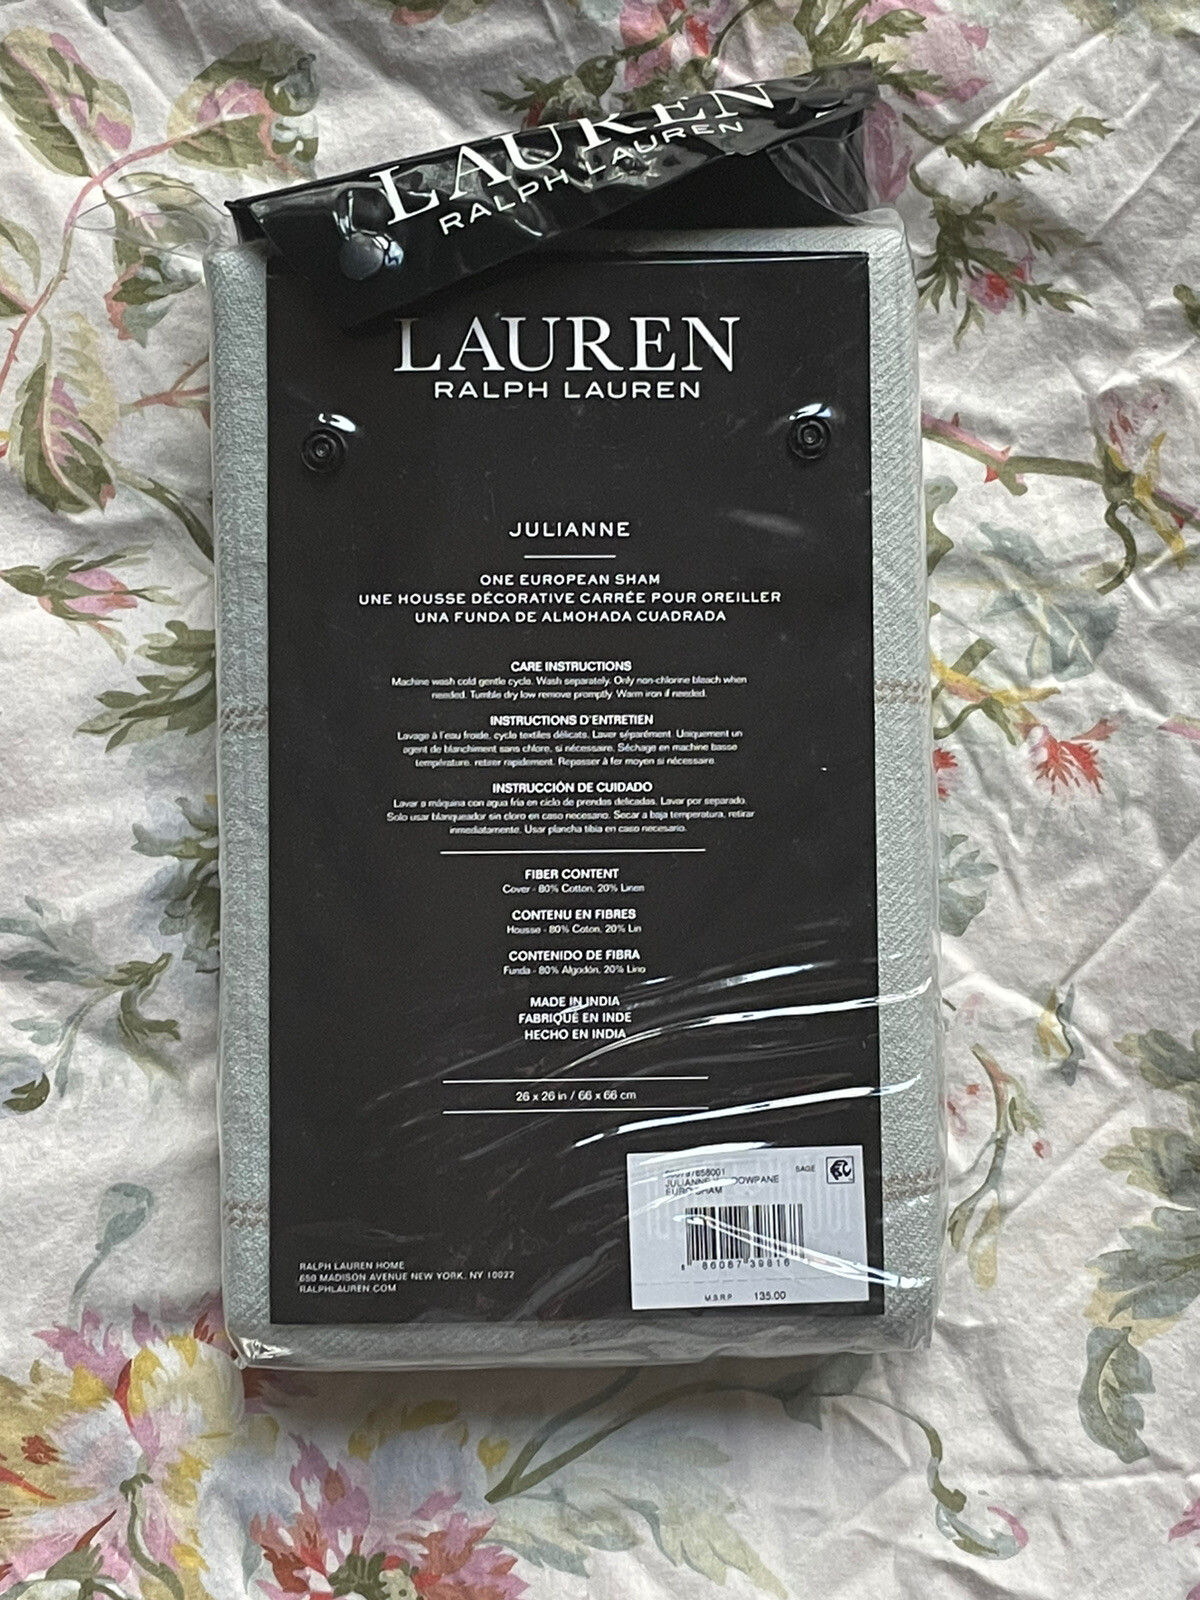 LAUREN
RALPH LAUREN
LAUREN
RALPH LAUREN
JULIANNE
ONE EUROPEAN SHAM
UNE HOUSSE DÉCORATIVE CARRÉE POUR OREILLER
UNA FUNDA DE ALMOHADA CUADRADA
CARE INSTRUCTIONS
Machine wash cold gentle cycle. Wash separately. Only non-chlorine bleach when
needed. Tumble dry low remove promptly. Warm iron if needed.
INSTRUCTIONS D'ENTRETIEN
Lavage à l'eau froide, cycle textiles délicats. Laver séparément. Uniquement un
agent de blanchiment sans chlore, si nécessaire. Séchage en machine basse
température, retirer rapidement. Repasser à fer moyen si nécessaire.
INSTRUCCIÓN DE CUIDADO
Lavar a máquina con agua fría en ciclo de prendas delicadas. Lavar por separado.
Solo usar blanqueador sin cloro en caso necesario. Secar a baja temperatura, retirar
inmediatamente. Usar plancha tibia en caso necesario.
FIBER CONTENT
Cover - 80% Cotton, 20% Linen
CONTENU EN FIBRES
Housse - 80% Coton, 20% Lin
CONTENIDO DE FIBRA
Funda - 80% Algodón, 20% Lino
MADE IN INDIA
FABRIQUÉ EN INDE
HECHO EN INDIA
26 x 26 in / 66 x 66 cm
SAGE
JULIANNE
EURO SHAM
86087 39816
M.S.R.P 135.00
RALPH LAUREN HOME
650 MADISON AVENUE NEW YORK, NY 10022
RALPHLAUREN.COM